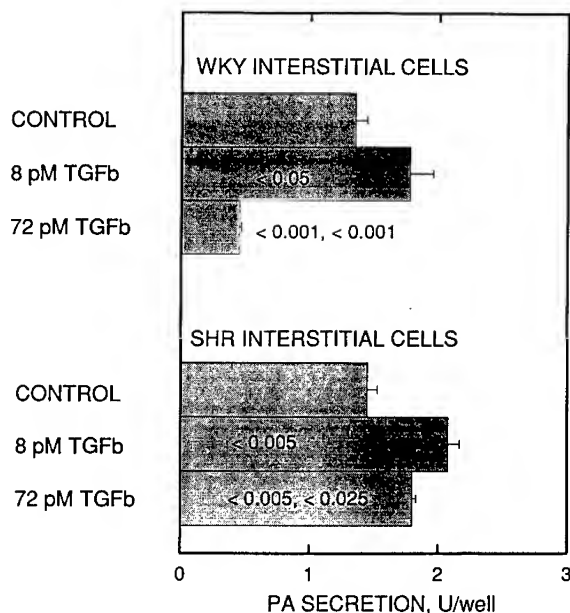 WKY INTERSTITIAL CELLS
CONTROL
8 pM TGFb
< 0.05
72 pM TGFb
< 0.001, < 0.001
SHR INTERSTITIAL CELLS
CONTROL
8 pM TGFb
< 0.005
72 pM TGFb
< 0.005, < 0.025
0 1 2 3
PA SECRETION, U/well